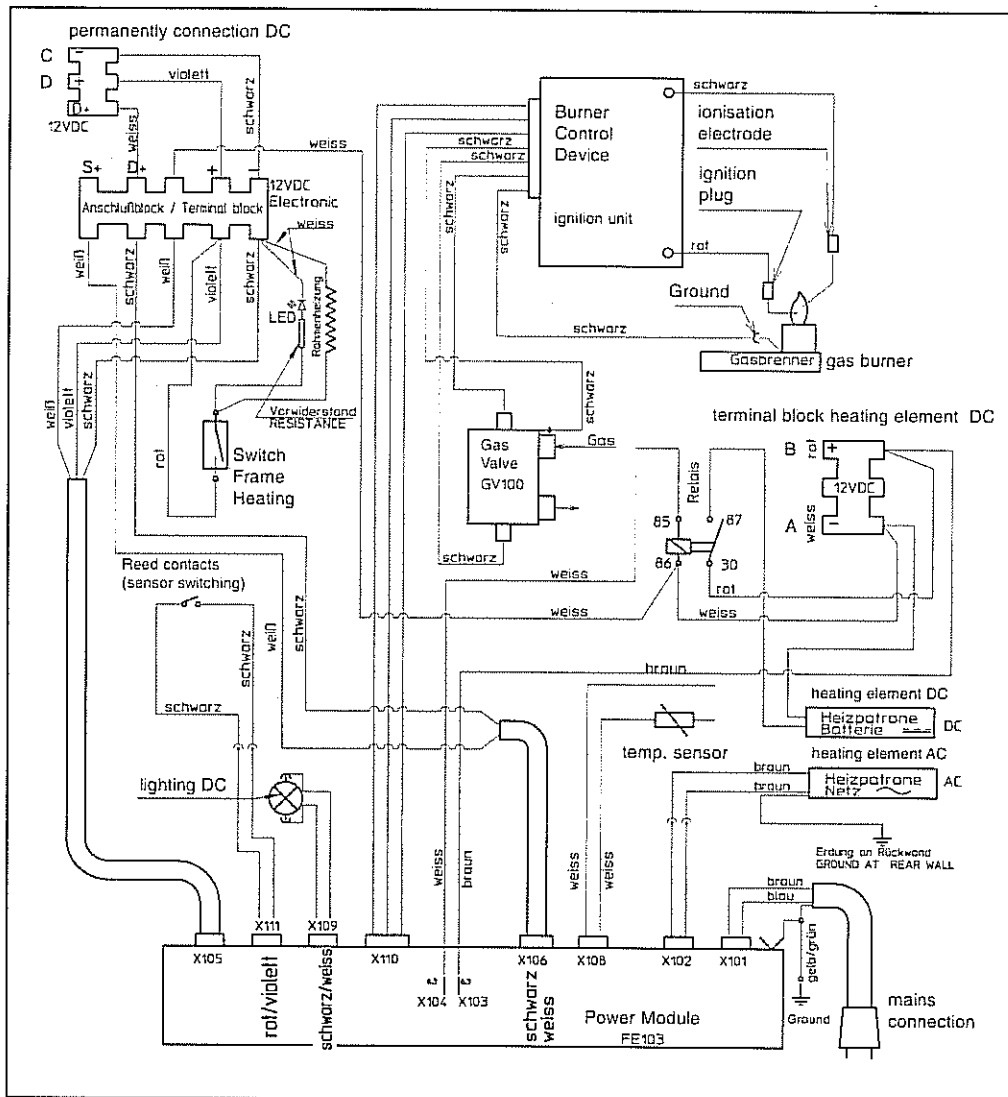 permanently connection DC
C
-
D
+
D+
12VDC
violett
schwarz
weiss
weiss
S+
D+
+
-
12VDC
Electronic
Anschlußblock / Terminal block
weiss
weiß
schwarz
weiß
violett
schwarz
LED
Rahmenheizung
Vorwiderstand
RESISTANCE
weiß
violett
schwarz
rot
Switch
Frame
Heating
Burner
Control
Device
ignition unit
schwarz
ionisation
electrode
ignition
plug
schwarz
schwarz
schwarz
schwarz
rot
Ground
schwarz
Gasbrenner
gas burner
schwarz
Gas
Valve
GV100
Gas
schwarz
terminal block heating element DC
B
rot
+
12VDC
A
weiss
-
Relais
85
87
86
30
rot
weiss
weiss
weiss
Reed contacts
(sensor switching)
schwarz
schwarz
schwarz
weiß
braun
heating element DC
Heizpatrone
Batterie
DC
temp. sensor
heating element AC
Heizpatrone
Netz
AC
braun
braun
lighting DC
Erdung an Rückwand
GROUND AT REAR WALL
weiss
braun
weiss
weiss
braun
blau
gelb/grün
Ground
mains
connection
X105
X111
X109
X110
X104
X103
X106
X108
X102
X101
rot/violett
schwarz/weiss
schwarz
weiss
Power Module
FE103